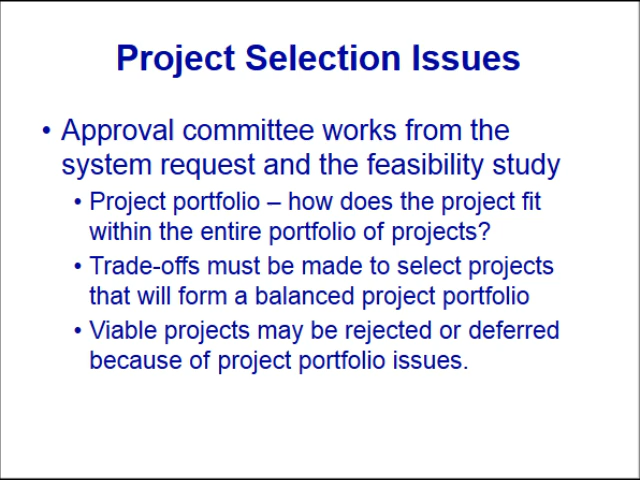 Project Selection Issues
• Approval committee works from the
system request and the feasibility study
• Project portfolio – how does the project fit
within the entire portfolio of projects?
• Trade-offs must be made to select projects
that will form a balanced project portfolio
• Viable projects may be rejected or deferred
because of project portfolio issues.